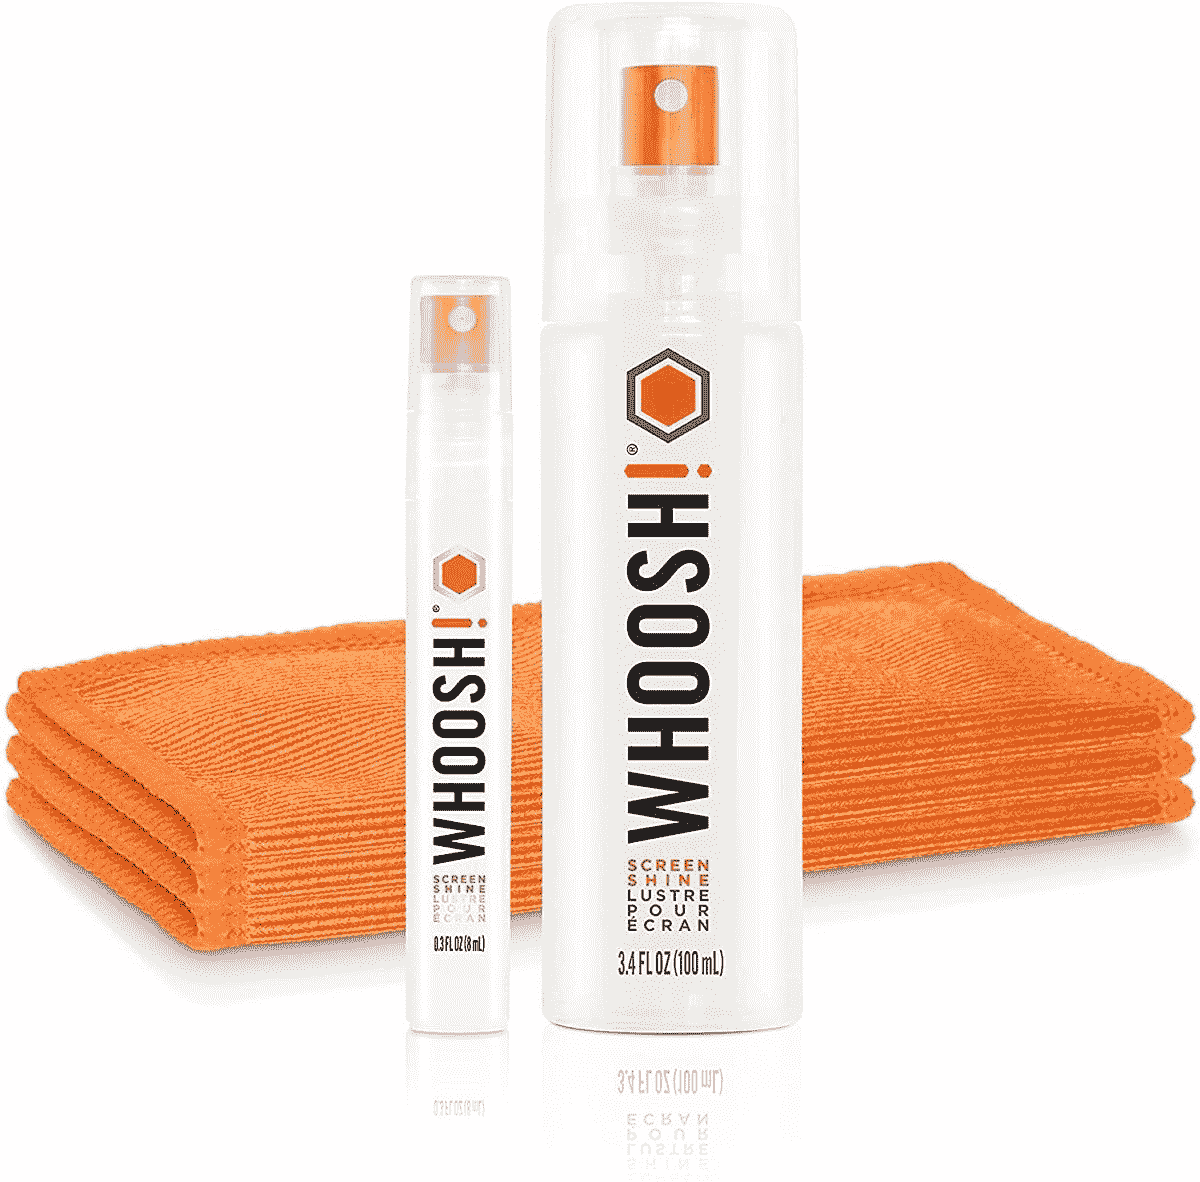 WHOOSH!®
SCREEN
SHINE
LUSTRE
POUR
ÉCRAN
0.3 FL OZ (8 mL)
WHOOSH!®
SCREEN
SHINE
LUSTRE
POUR
ÉCRAN
3.4 FL OZ (100 mL)